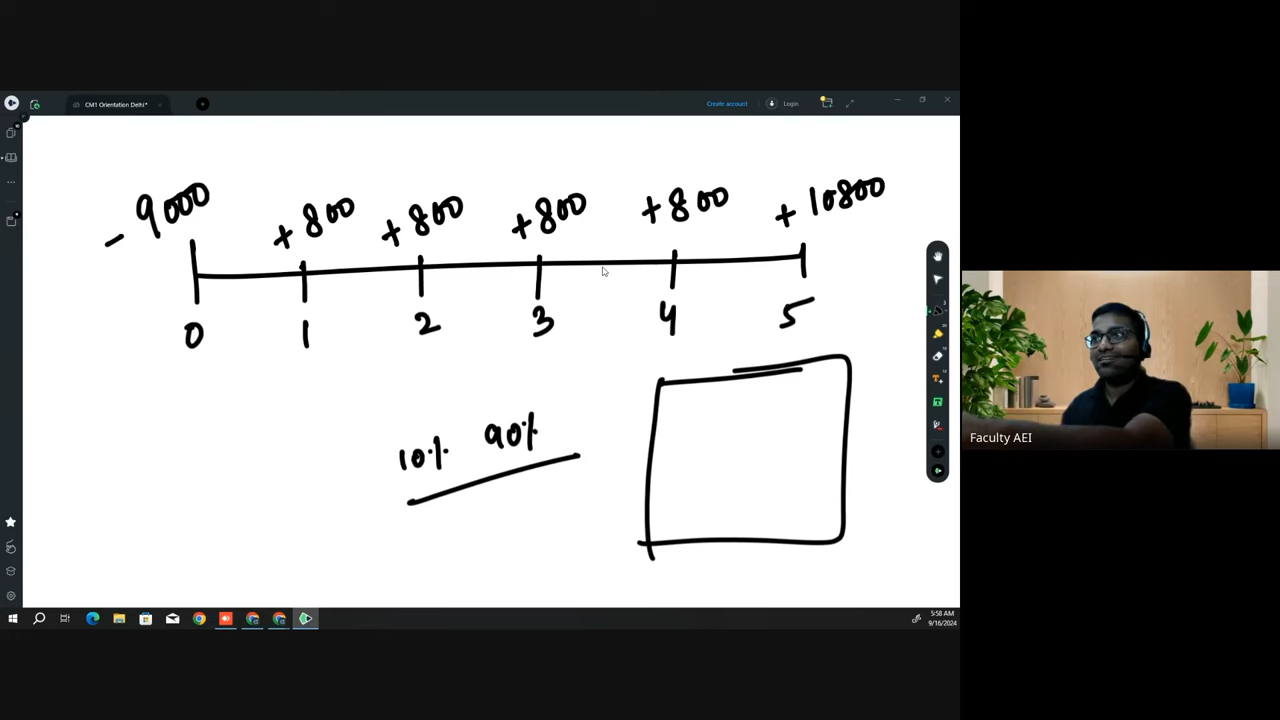 CM1 Orientation Delhi*
Create account
Login
- 9000 +800 +800 +800 +800 +10800
0 1 2 3 4 5
10% 90%
Faculty AEI
5:58 AM
9/16/2024